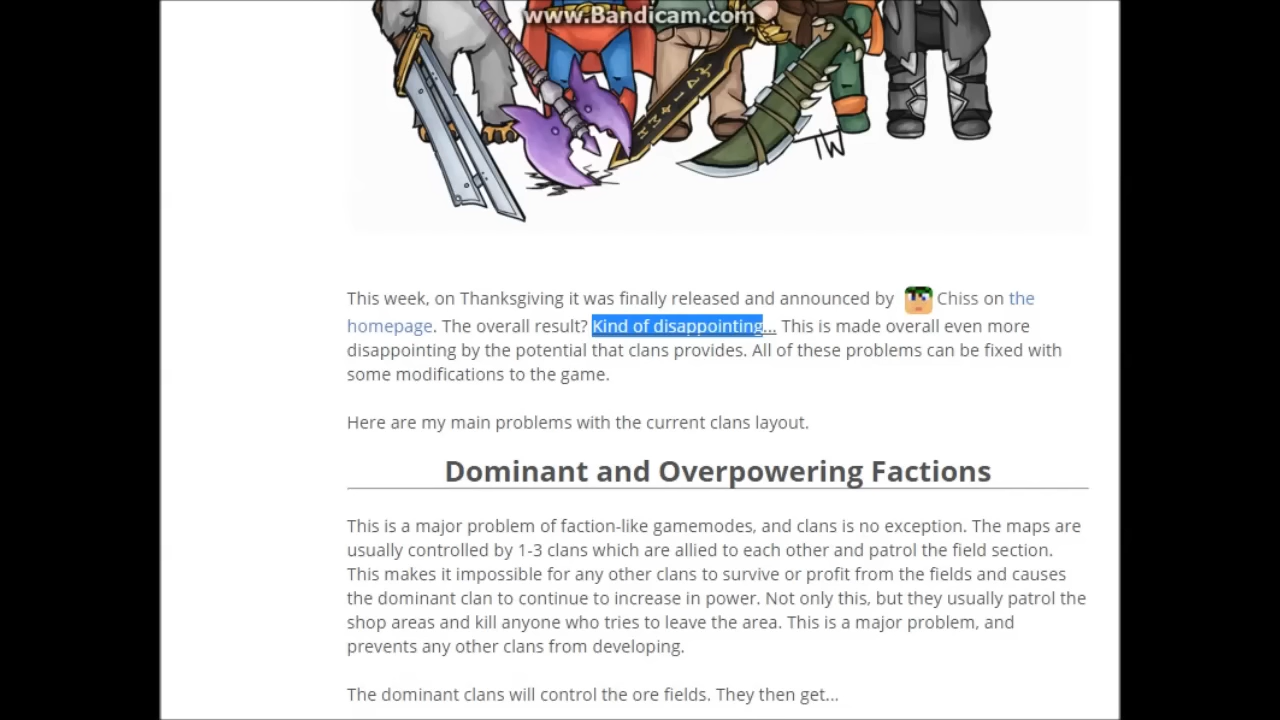 www.Bandicam.com
TW
This week, on Thanksgiving it was finally released and announced by Chiss on the
homepage. The overall result? Kind of disappointing... This is made overall even more
disappointing by the potential that clans provides. All of these problems can be fixed with
some modifications to the game.
Here are my main problems with the current clans layout.
Dominant and Overpowering Factions
This is a major problem of faction-like gamemodes, and clans is no exception. The maps are
usually controlled by 1-3 clans which are allied to each other and patrol the field section.
This makes it impossible for any other clans to survive or profit from the fields and causes
the dominant clan to continue to increase in power. Not only this, but they usually patrol the
shop areas and kill anyone who tries to leave the area. This is a major problem, and
prevents any other clans from developing.
The dominant clans will control the ore fields. They then get...